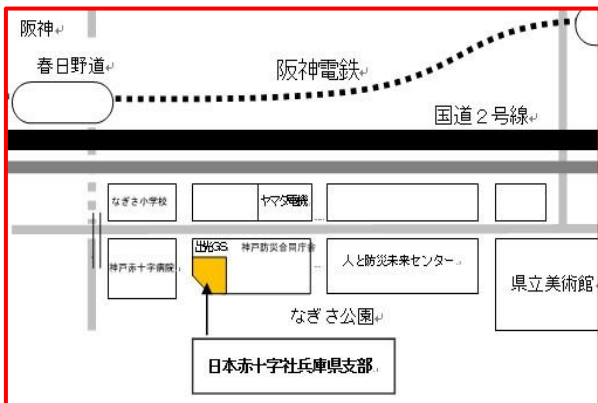 阪神
春日野道
阪神電鉄
国道２号線
なぎさ小学校
ヤマダ電機
出光GS
神戸防災合同庁舎
神戸赤十字病院
人と防災未来センター
県立美術館
なぎさ公園
日本赤十字社兵庫県支部